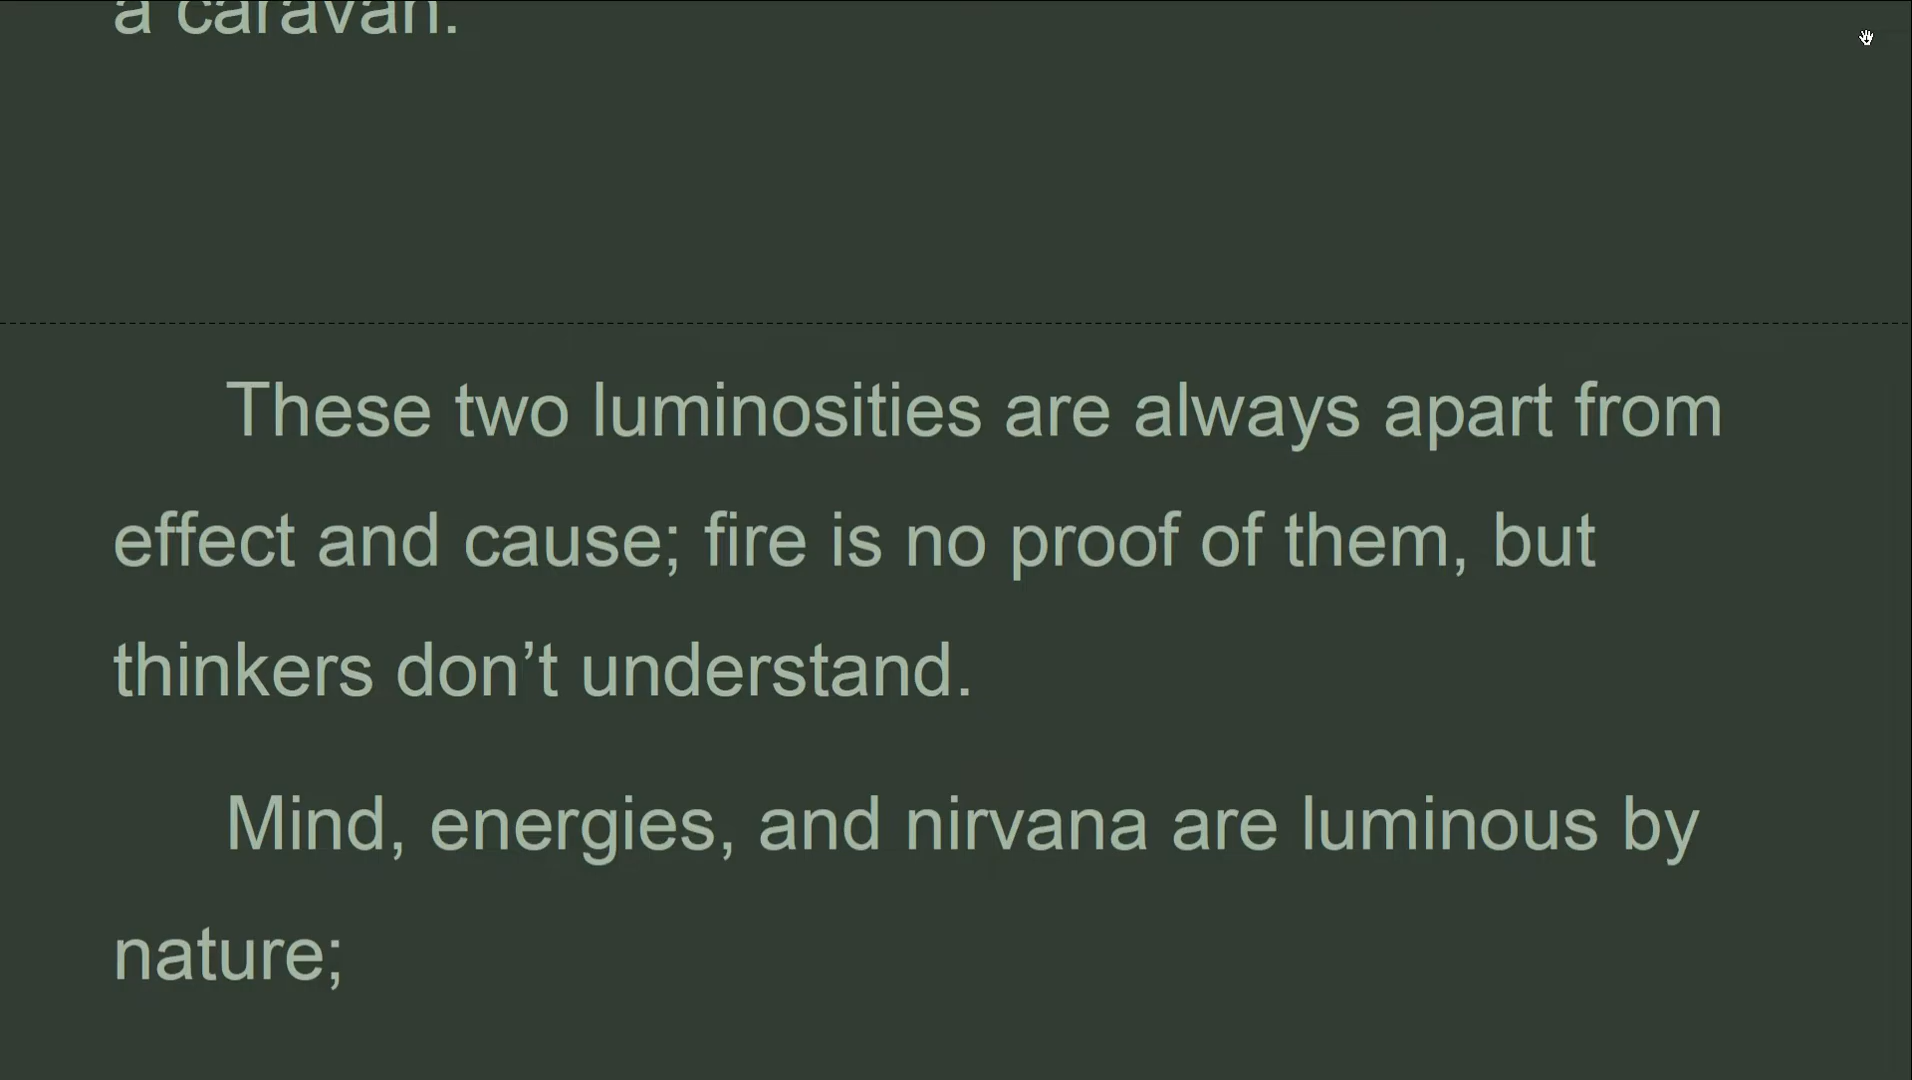 a caravan.
These two luminosities are always apart from
effect and cause; fire is no proof of them, but
thinkers don’t understand.
Mind, energies, and nirvana are luminous by
nature;